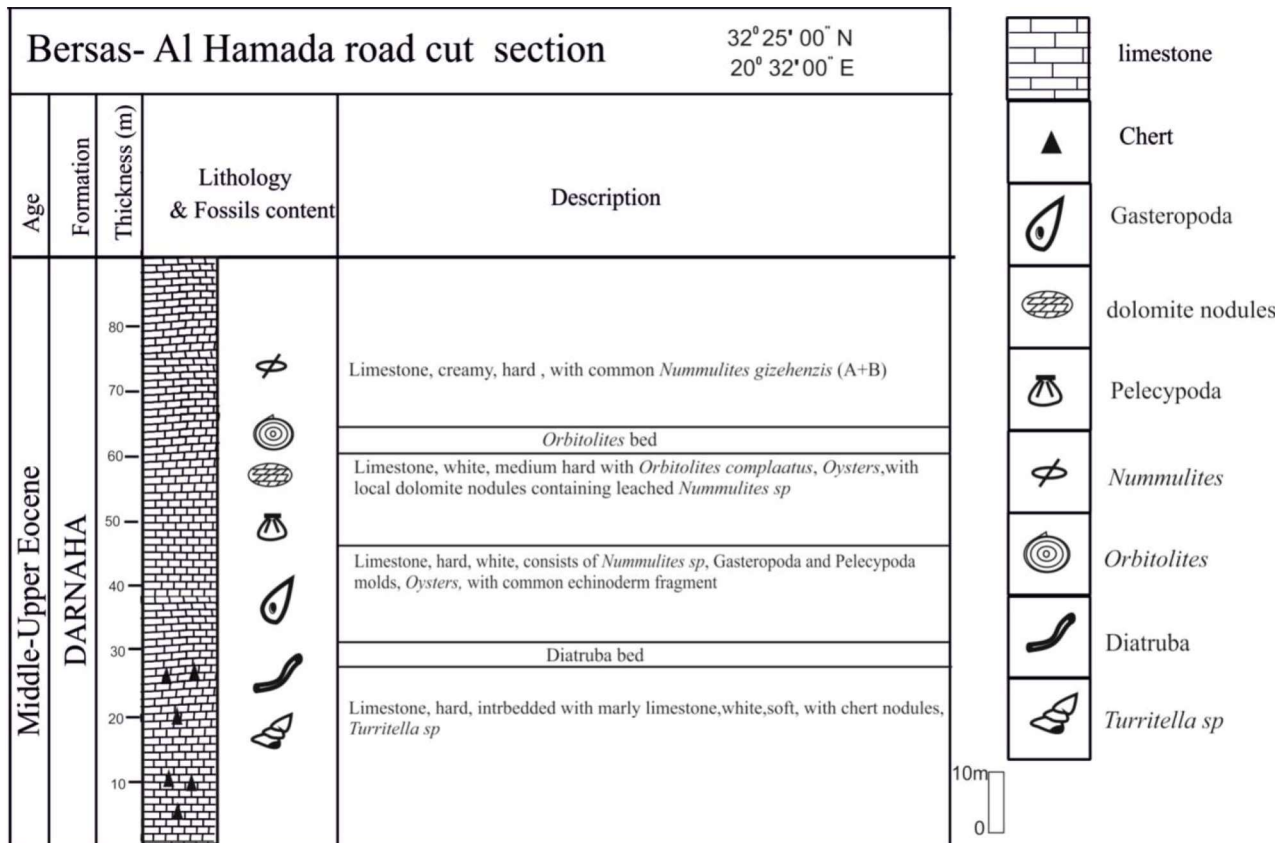 Bersas- Al Hamada road cut section
32⁰ 25' 00" N
20⁰ 32' 00" E
Age
Formation
Thickness (m)
Lithology
& Fossils content
Description
Middle-Upper Eocene
DARNAHA
80
70
60
50
40
30
20
10
Limestone, creamy, hard , with common Nummulites gizehenzis (A+B)
Orbitolites bed
Limestone, white, medium hard with Orbitolites complaatus, Oysters,with
local dolomite nodules containing leached Nummulites sp
Limestone, hard, white, consists of Nummulites sp, Gasteropoda and Pelecypoda
molds, Oysters, with common echinoderm fragment
Diatruba bed
Limestone, hard, intrbedded with marly limestone,white,soft, with chert nodules,
Turritella sp
10m
0
limestone
Chert
Gasteropoda
dolomite nodules
Pelecypoda
Nummulites
Orbitolites
Diatruba
Turritella sp